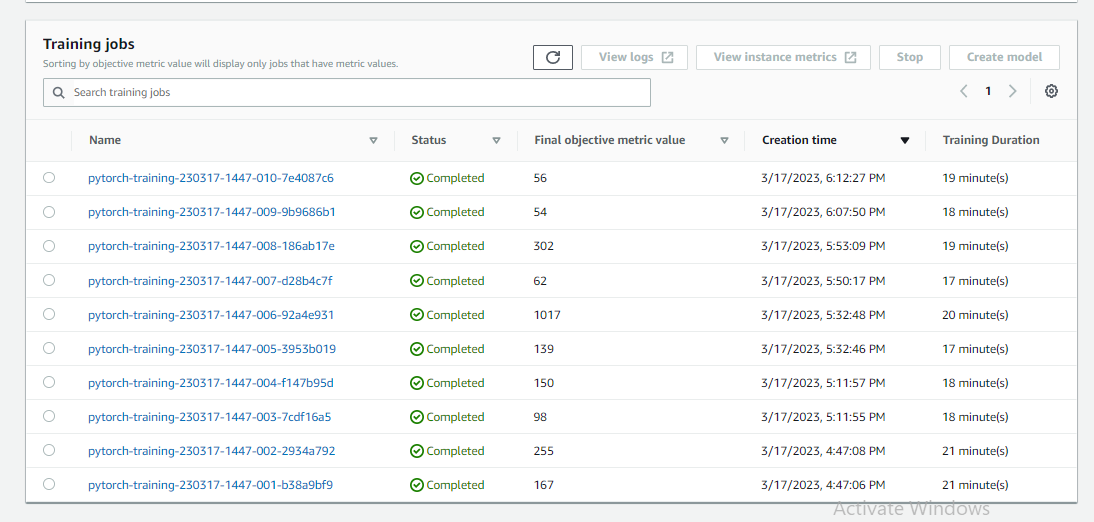 Training jobs
Sorting by objective metric value will display only jobs that have metric values.
View logs
View instance metrics
Stop
Create model
Search training jobs
1
Name Status Final objective metric value Creation time Training Duration
pytorch-training-230317-1447-010-7e4087c6 Completed 56 3/17/2023, 6:12:27 PM 19 minute(s)
pytorch-training-230317-1447-009-9b9686b1 Completed 54 3/17/2023, 6:07:50 PM 18 minute(s)
pytorch-training-230317-1447-008-186ab17e Completed 302 3/17/2023, 5:53:09 PM 19 minute(s)
pytorch-training-230317-1447-007-d28b4c7f Completed 62 3/17/2023, 5:50:17 PM 17 minute(s)
pytorch-training-230317-1447-006-92a4e931 Completed 1017 3/17/2023, 5:32:48 PM 20 minute(s)
pytorch-training-230317-1447-005-3953b019 Completed 139 3/17/2023, 5:32:46 PM 17 minute(s)
pytorch-training-230317-1447-004-f147b95d Completed 150 3/17/2023, 5:11:57 PM 18 minute(s)
pytorch-training-230317-1447-003-7cdf16a5 Completed 98 3/17/2023, 5:11:55 PM 18 minute(s)
pytorch-training-230317-1447-002-2934a792 Completed 255 3/17/2023, 4:47:08 PM 21 minute(s)
pytorch-training-230317-1447-001-b38a9bf9 Completed 167 3/17/2023, 4:47:06 PM 21 minute(s)
Activate Windows